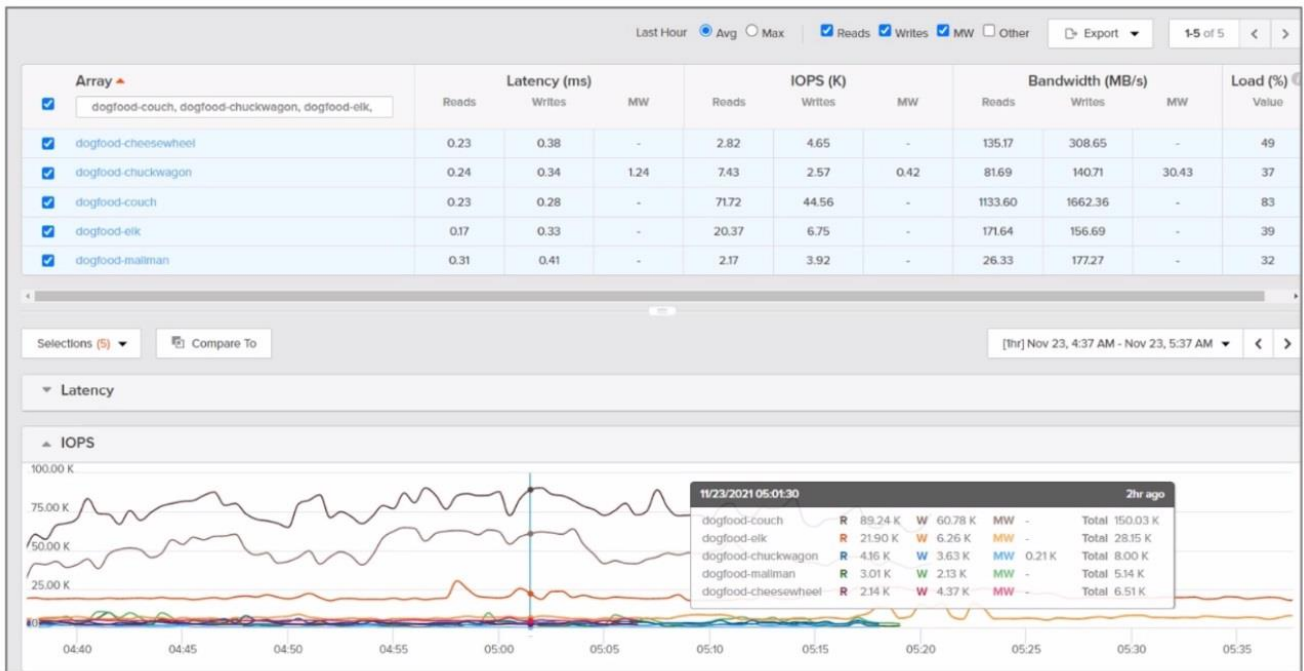 Last Hour Avg Max Reads Writes MW Other Export 1-5 of 5
Array Latency (ms) IOPS (K) Bandwidth (MB/s) Load (%)
dogfood-couch, dogfood-chuckwagon, dogfood-elk, Reads Writes MW Reads Writes MW Reads Writes MW Value
dogfood-cheesewheel 0.23 0.38 - 2.82 4.65 - 135.17 308.65 - 49
dogfood-chuckwagon 0.24 0.34 1.24 7.43 2.57 0.42 81.69 140.71 30.43 37
dogfood-couch 0.23 0.28 - 71.72 44.56 - 1133.60 1662.36 - 83
dogfood-elk 0.17 0.33 - 20.37 6.75 - 171.64 156.69 - 39
dogfood-mailman 0.31 0.41 - 2.17 3.92 - 26.33 177.27 - 32
Selections (5) Compare To [1hr] Nov 23, 4:37 AM - Nov 23, 5:37 AM
Latency
IOPS
100.00 K
75.00 K
50.00 K
25.00 K
0
11/23/2021 05:01:30 2hr ago
dogfood-couch R 89.24 K W 60.78 K MW - Total 150.03 K
dogfood-elk R 21.90 K W 6.26 K MW - Total 28.15 K
dogfood-chuckwagon R 4.16 K W 3.63 K MW 0.21 K Total 8.00 K
dogfood-mailman R 3.01 K W 2.13 K MW - Total 5.14 K
dogfood-cheesewheel R 2.14 K W 4.37 K MW - Total 6.51 K
04:40 04:45 04:50 04:55 05:00 05:05 05:10 05:15 05:20 05:25 05:30 05:35